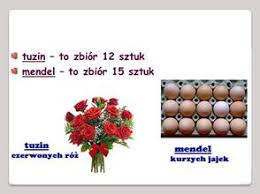 tuzin – to zbiór 12 sztuk
mendel – to zbiór 15 sztuk
tuzin
czerwonych róż
mendel
kurzych jajek